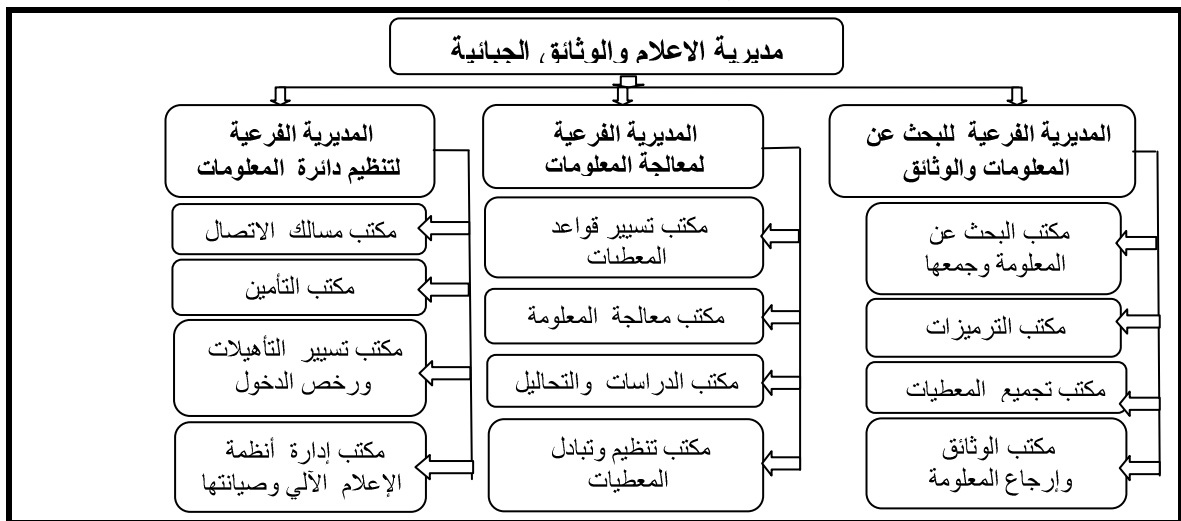 مديرية الاعلام والوثائق الجبائية
المديرية الفرعية للبحث عن
المعلومات والوثائق
مكتب البحث عن
المعلومة وجمعها
مكتب الترميزات
مكتب تجميع المعطيات
مكتب الوثائق
وإرجاع المعلومة
المديرية الفرعية
لمعالجة المعلومات
مكتب تسيير قواعد
المعطيات
مكتب معالجة المعلومة
مكتب الدراسات والتحاليل
مكتب تنظيم وتبادل
المعطيات
المديرية الفرعية
لتنظيم دائرة المعلومات
مكتب مسالك الاتصال
مكتب التأمين
مكتب تسيير التأهيلات
ورخص الدخول
مكتب إدارة أنظمة
الإعلام الآلي وصيانتها